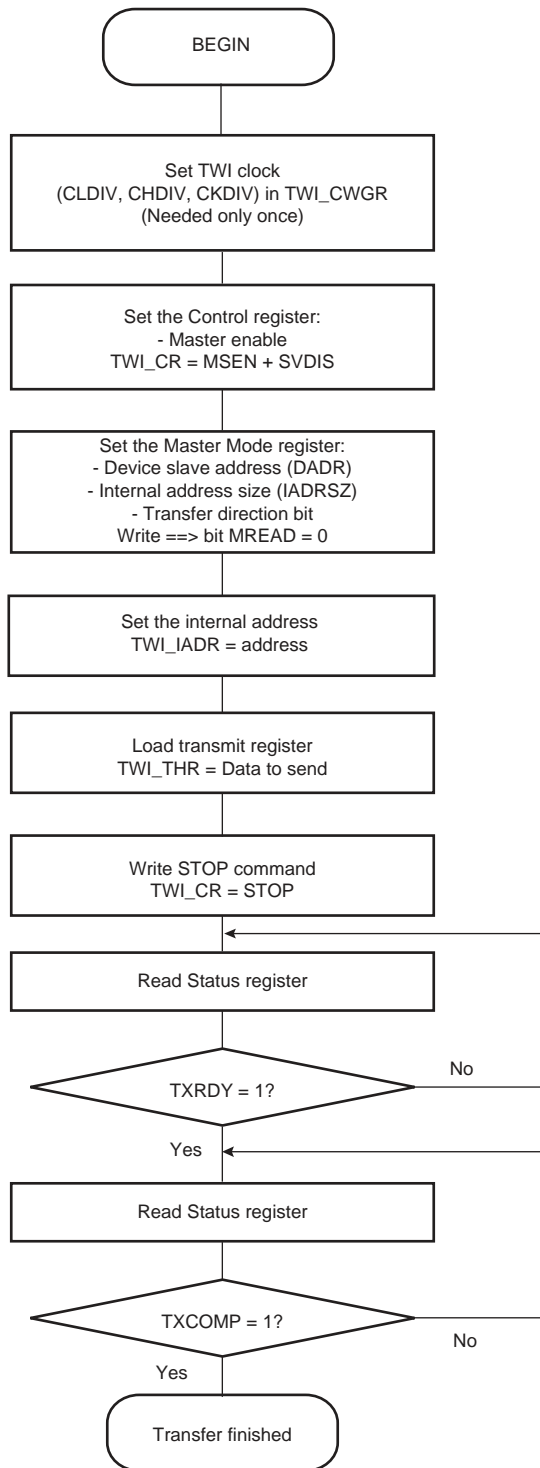 BEGIN
Set TWI clock
(CLDIV, CHDIV, CKDIV) in TWI_CWGR
(Needed only once)
Set the Control register:
- Master enable
TWI_CR = MSEN + SVDIS
Set the Master Mode register:
- Device slave address (DADR)
- Internal address size (IADRSZ)
- Transfer direction bit
Write ==> bit MREAD = 0
Set the internal address
TWI_IADR = address
Load transmit register
TWI_THR = Data to send
Write STOP command
TWI_CR = STOP
Read Status register
TXRDY = 1?
No
Yes
Read Status register
TXCOMP = 1?
No
Yes
Transfer finished